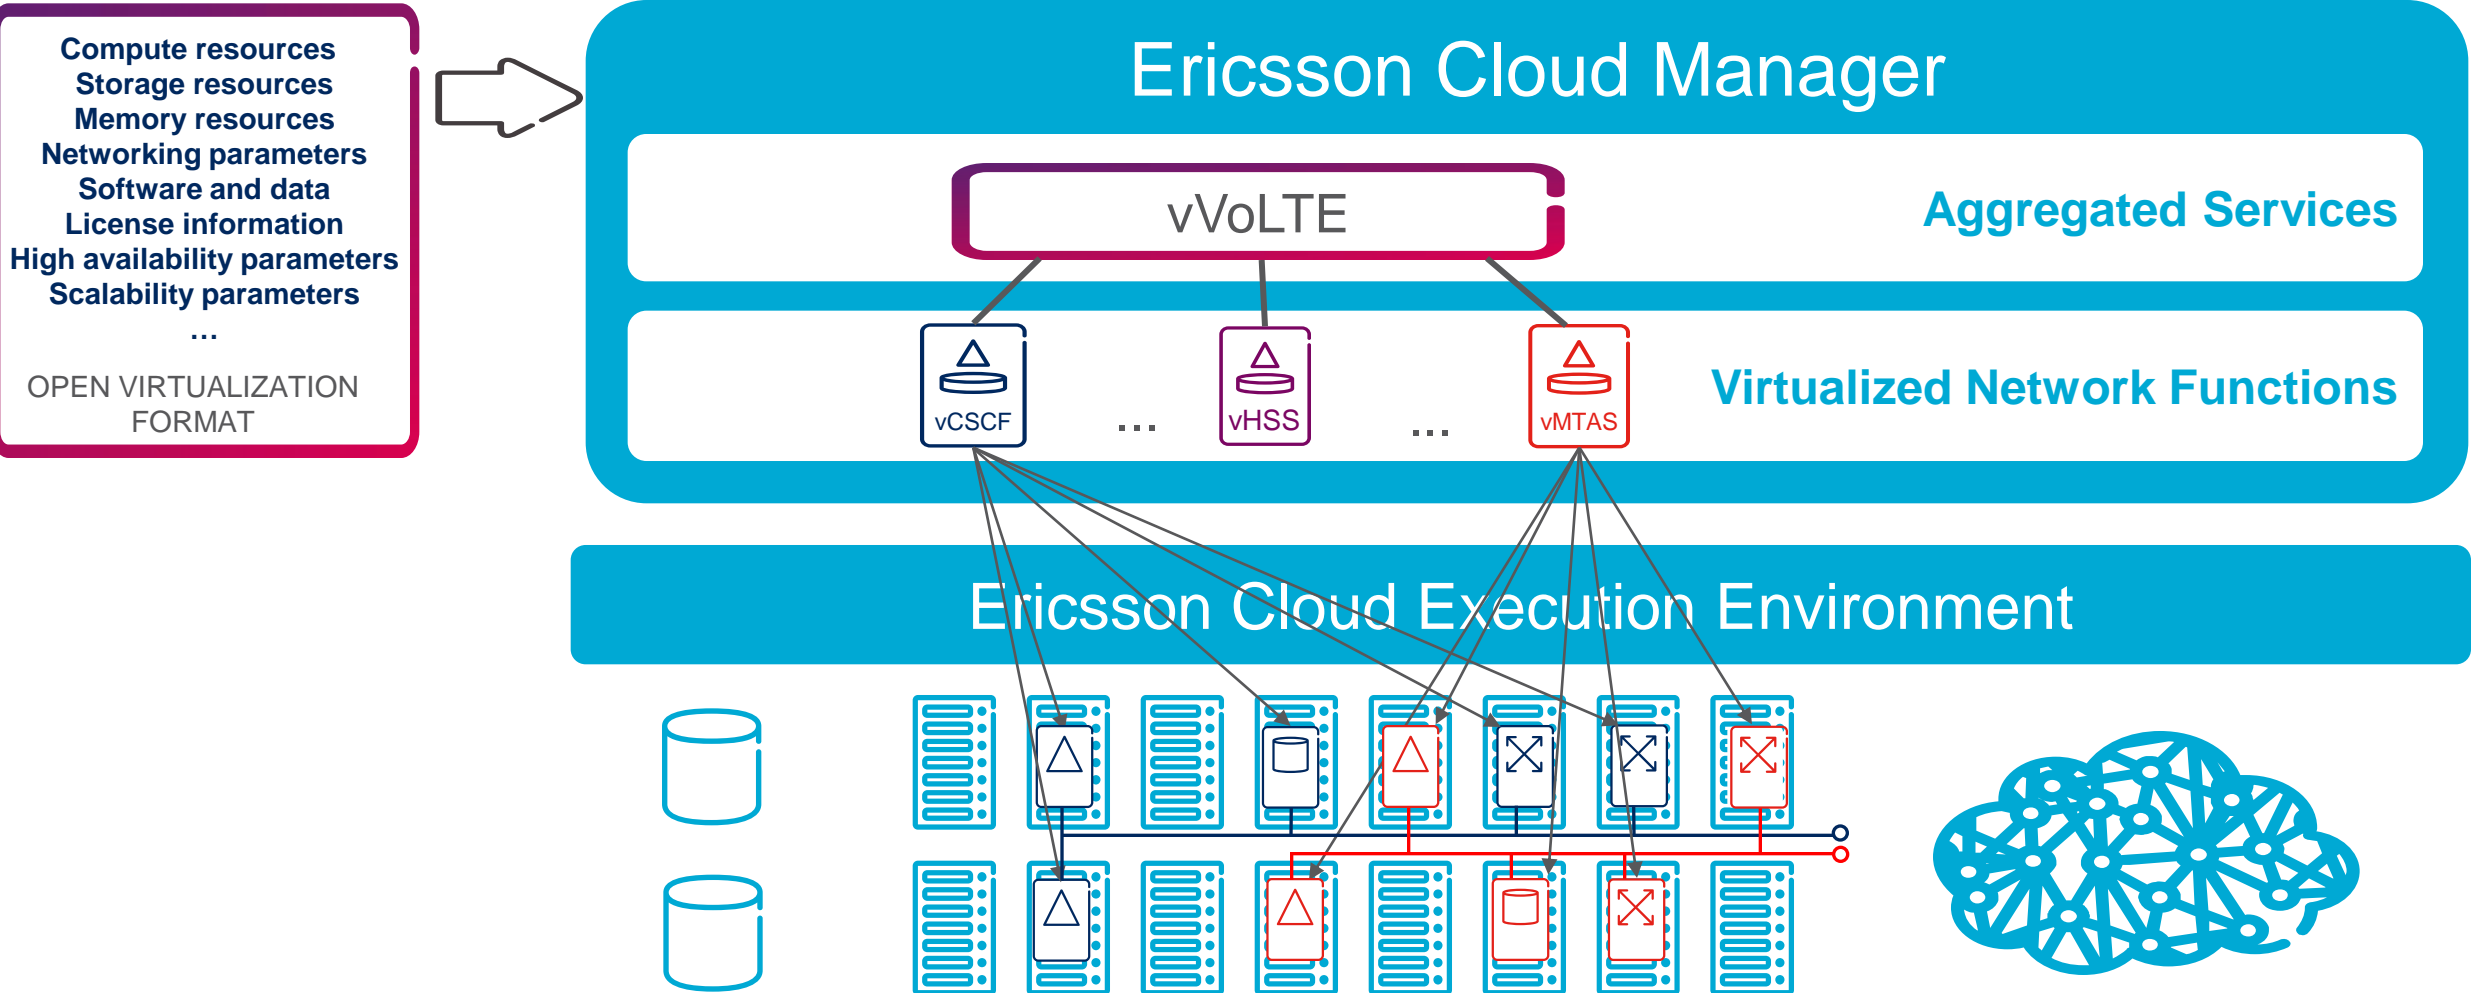 Compute resources
Storage resources
Memory resources
Networking parameters
Software and data
License information
High availability parameters
Scalability parameters
…
OPEN VIRTUALIZATION
FORMAT
Ericsson Cloud Manager
vVoLTE
Aggregated Services
vCSCF
...
vHSS
...
vMTAS
Virtualized Network Functions
Ericsson Cloud Execution Environment